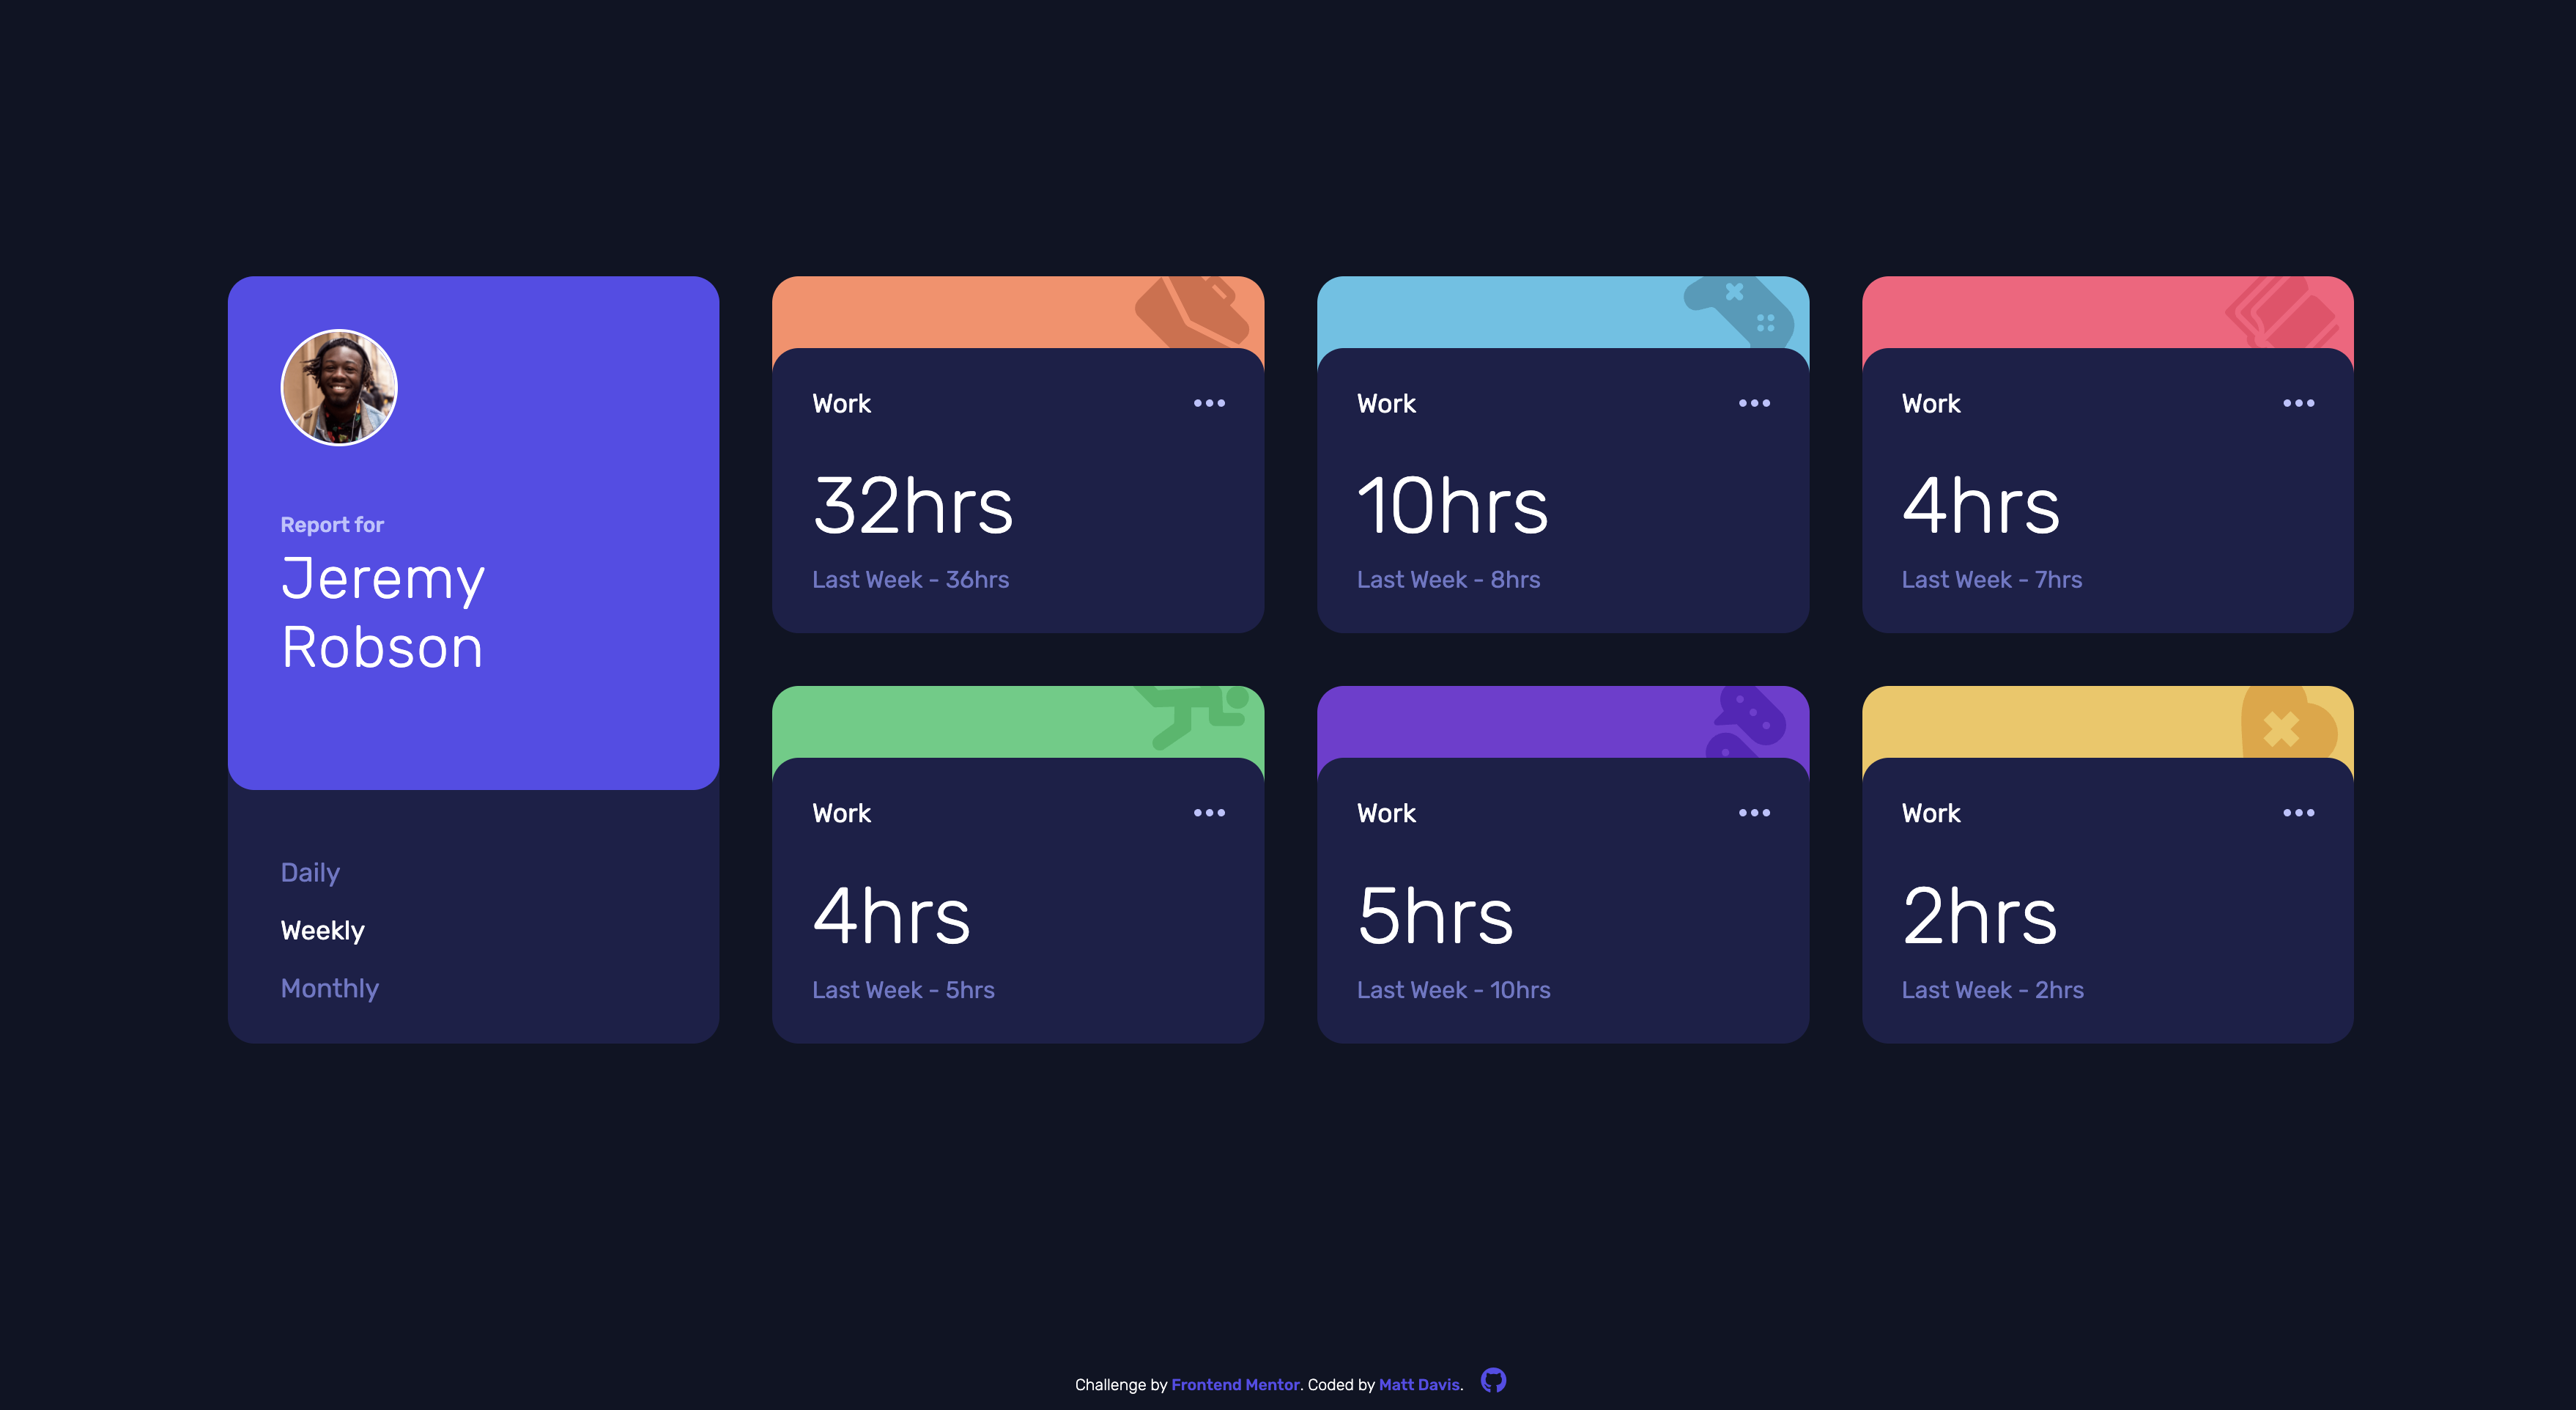 Report for
Jeremy
Robson
Daily
Weekly
Monthly
Work
32hrs
Last Week - 36hrs
Work
10hrs
Last Week - 8hrs
Work
4hrs
Last Week - 7hrs
Work
4hrs
Last Week - 5hrs
Work
5hrs
Last Week - 10hrs
Work
2hrs
Last Week - 2hrs
Challenge by Frontend Mentor. Coded by Matt Davis.